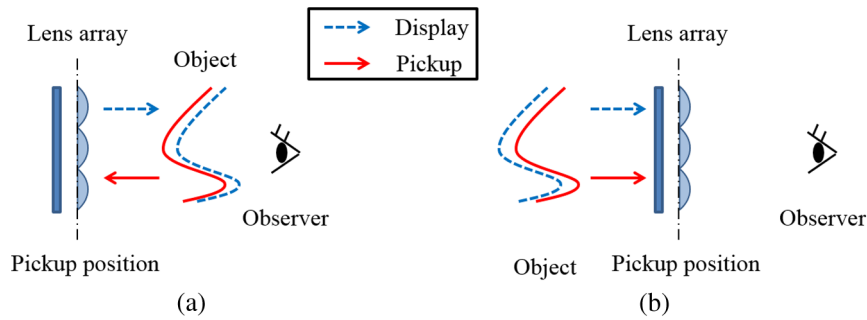 Lens array
Object
Display
Pickup
Observer
Pickup position
(a)
Lens array
Object
Observer
Pickup position
(b)